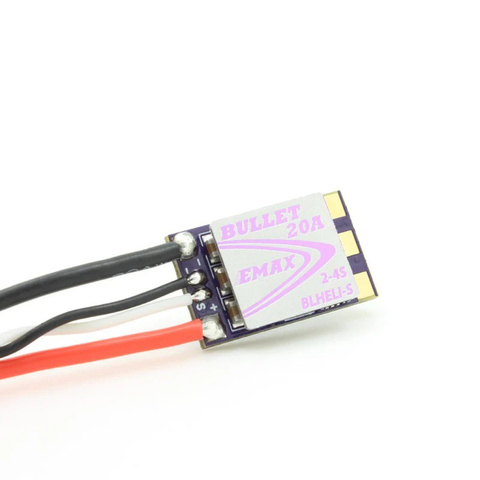 BULLET
20A
EMAX
2-4S
BLHELI-S
-
-
S
+